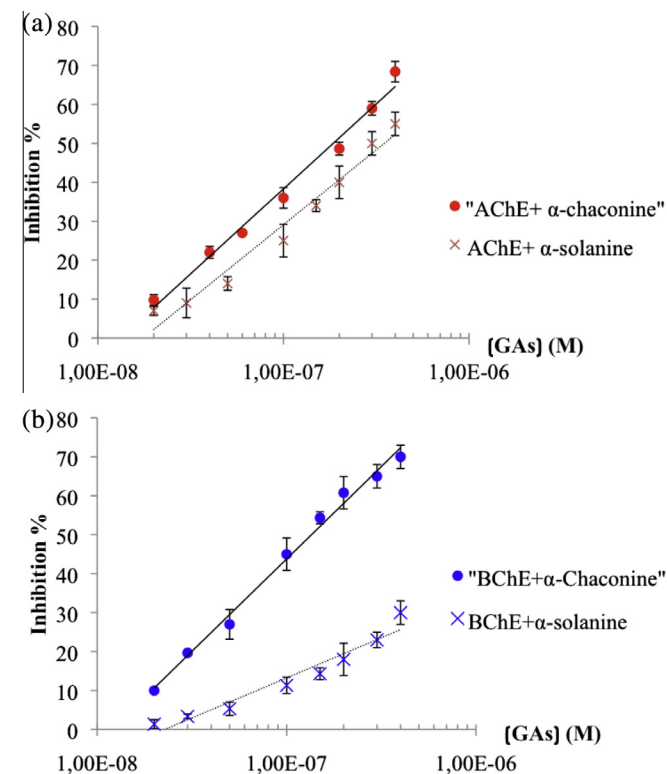 (a)
80
70
60
50
40
30
20
10
0
Inhibition %
"AChE+ α-chaconine"
AChE+ α-solanine
[GAs] (M)
1,00E-08
1,00E-07
1,00E-06
(b)
80
70
60
50
40
30
20
10
0
Inhibition %
"BChE+α-Chaconine"
BChE+α-solanine
[GAs] (M)
1,00E-08
1,00E-07
1,00E-06